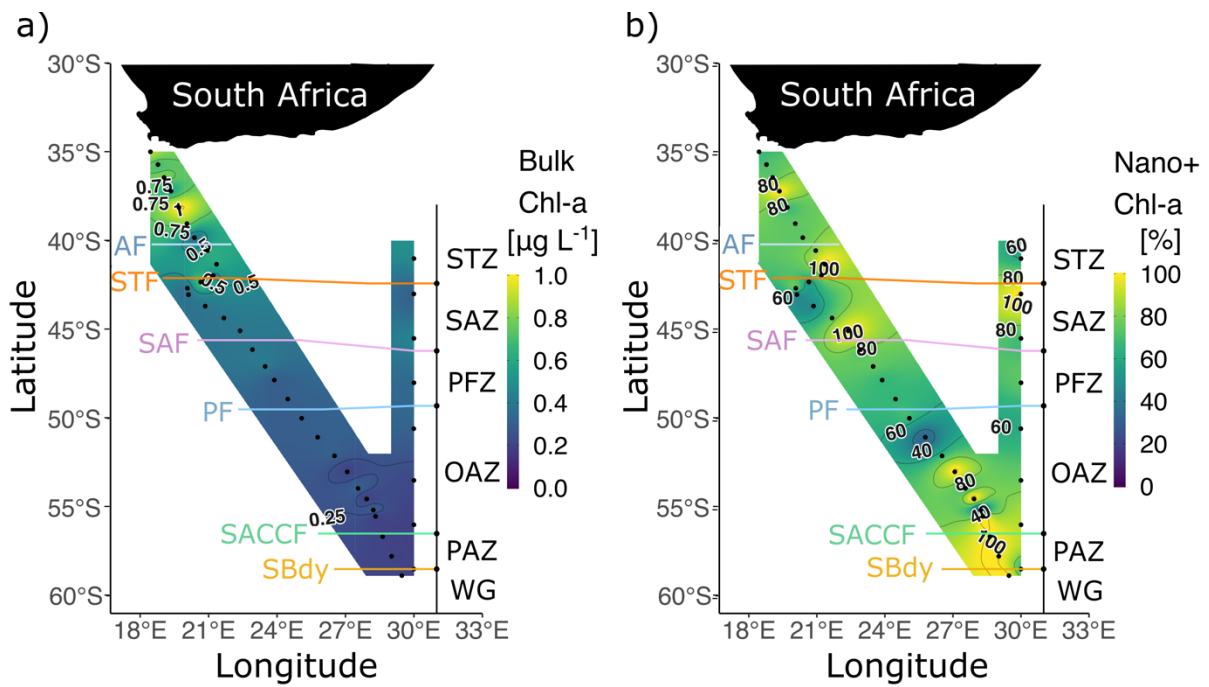 a)
30°S
South Africa
35°S
0.75
0.75
1
0.75
Bulk
Chl-a
[µg L⁻¹]
40°S
AF
0.5
STZ
STF
0.5
0.5
1.0
0.8
0.6
0.4
0.2
0.0
SAZ
45°S
SAF
PFZ
PF
50°S
OAZ
55°S
0.25
SACCF
PAZ
SBdy
WG
60°S
18°E 21°E 24°E 27°E 30°E 33°E
Latitude
Longitude
b)
30°S
South Africa
35°S
80
80
Nano+
Chl-a
[%]
40°S
AF
60
STZ
100
STF
80
60
100
100
80
60
40
20
0
SAZ
45°S
100
80
SAF
80
PFZ
PF
50°S
60
60
40
OAZ
80
55°S
40
SACCF
100
PAZ
SBdy
WG
60°S
18°E 21°E 24°E 27°E 30°E 33°E
Latitude
Longitude